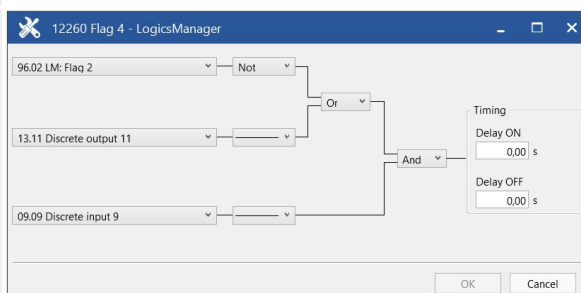 12260 Flag 4 - LogicsManager
96.02 LM: Flag 2
Not
Or
13.11 Discrete output 11
And
09.09 Discrete input 9
Timing
Delay ON
0,00 s
Delay OFF
0,00 s
OK
Cancel